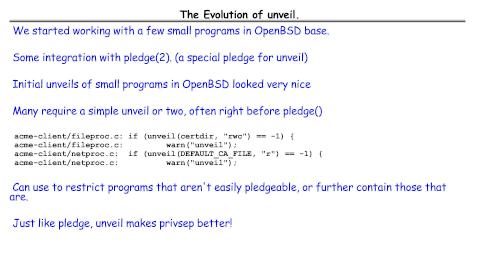 The Evolution of unveil.
We started working with a few small programs in OpenBSD base.
Some integration with pledge(2). (a special pledge for unveil)
Initial unveils of small programs in OpenBSD looked very nice
Many require a simple unveil or two, often right before pledge()
acme-client/fileproc.c: if (unveil(certdir, "rwc") == -1) {
acme-client/fileproc.c:         warn("unveil");
acme-client/netproc.c:  if (unveil(DEFAULT_CA_FILE, "r") == -1) {
acme-client/netproc.c:          warn("unveil");
Can use to restrict programs that aren't easily pledgeable, or further contain those that
are.
Just like pledge, unveil makes privsep better!